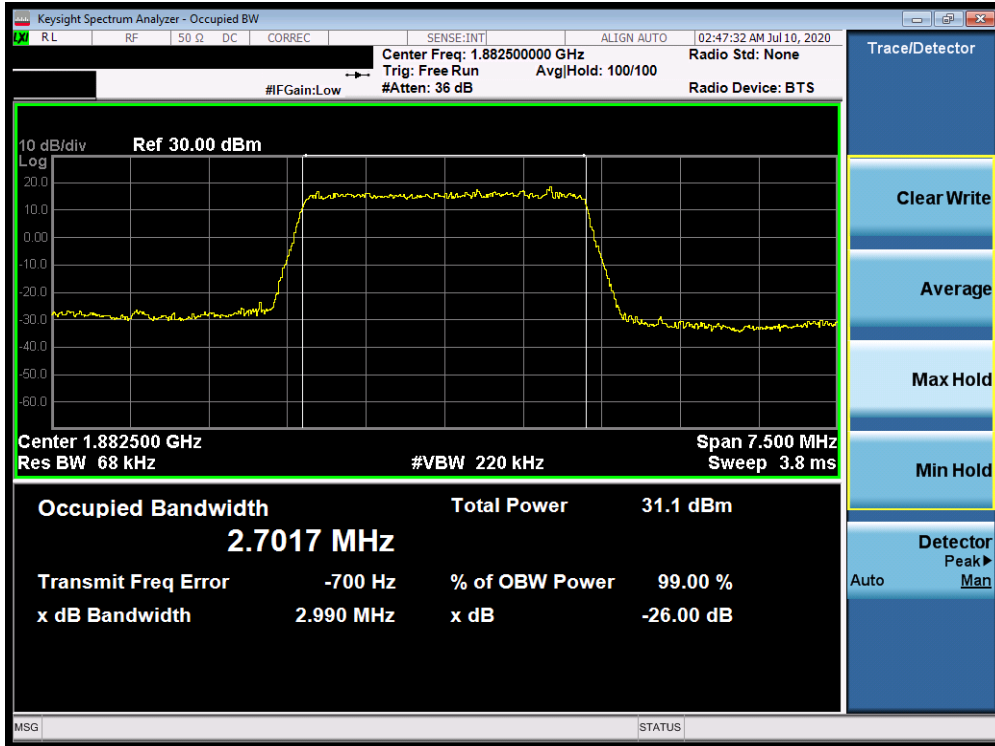 Keysight Spectrum Analyzer - Occupied BW
LXI RL RF 50 Ω DC CORREC SENSE:INT ALIGN AUTO 02:47:32 AM Jul 10, 2020
Center Freq: 1.882500000 GHz Radio Std: None
Trig: Free Run Avg|Hold: 100/100
#IFGain:Low #Atten: 36 dB Radio Device: BTS
10 dB/div Ref 30.00 dBm
Log
20.0
10.0
0.00
-10.0
-20.0
-30.0
-40.0
-50.0
-60.0
Center 1.882500 GHz Span 7.500 MHz
Res BW 68 kHz #VBW 220 kHz Sweep 3.8 ms
Occupied Bandwidth Total Power 31.1 dBm
2.7017 MHz
Transmit Freq Error -700 Hz % of OBW Power 99.00 %
x dB Bandwidth 2.990 MHz x dB -26.00 dB
Trace/Detector
Clear Write
Average
Max Hold
Min Hold
Detector
Peak▶
Auto Man
MSG STATUS